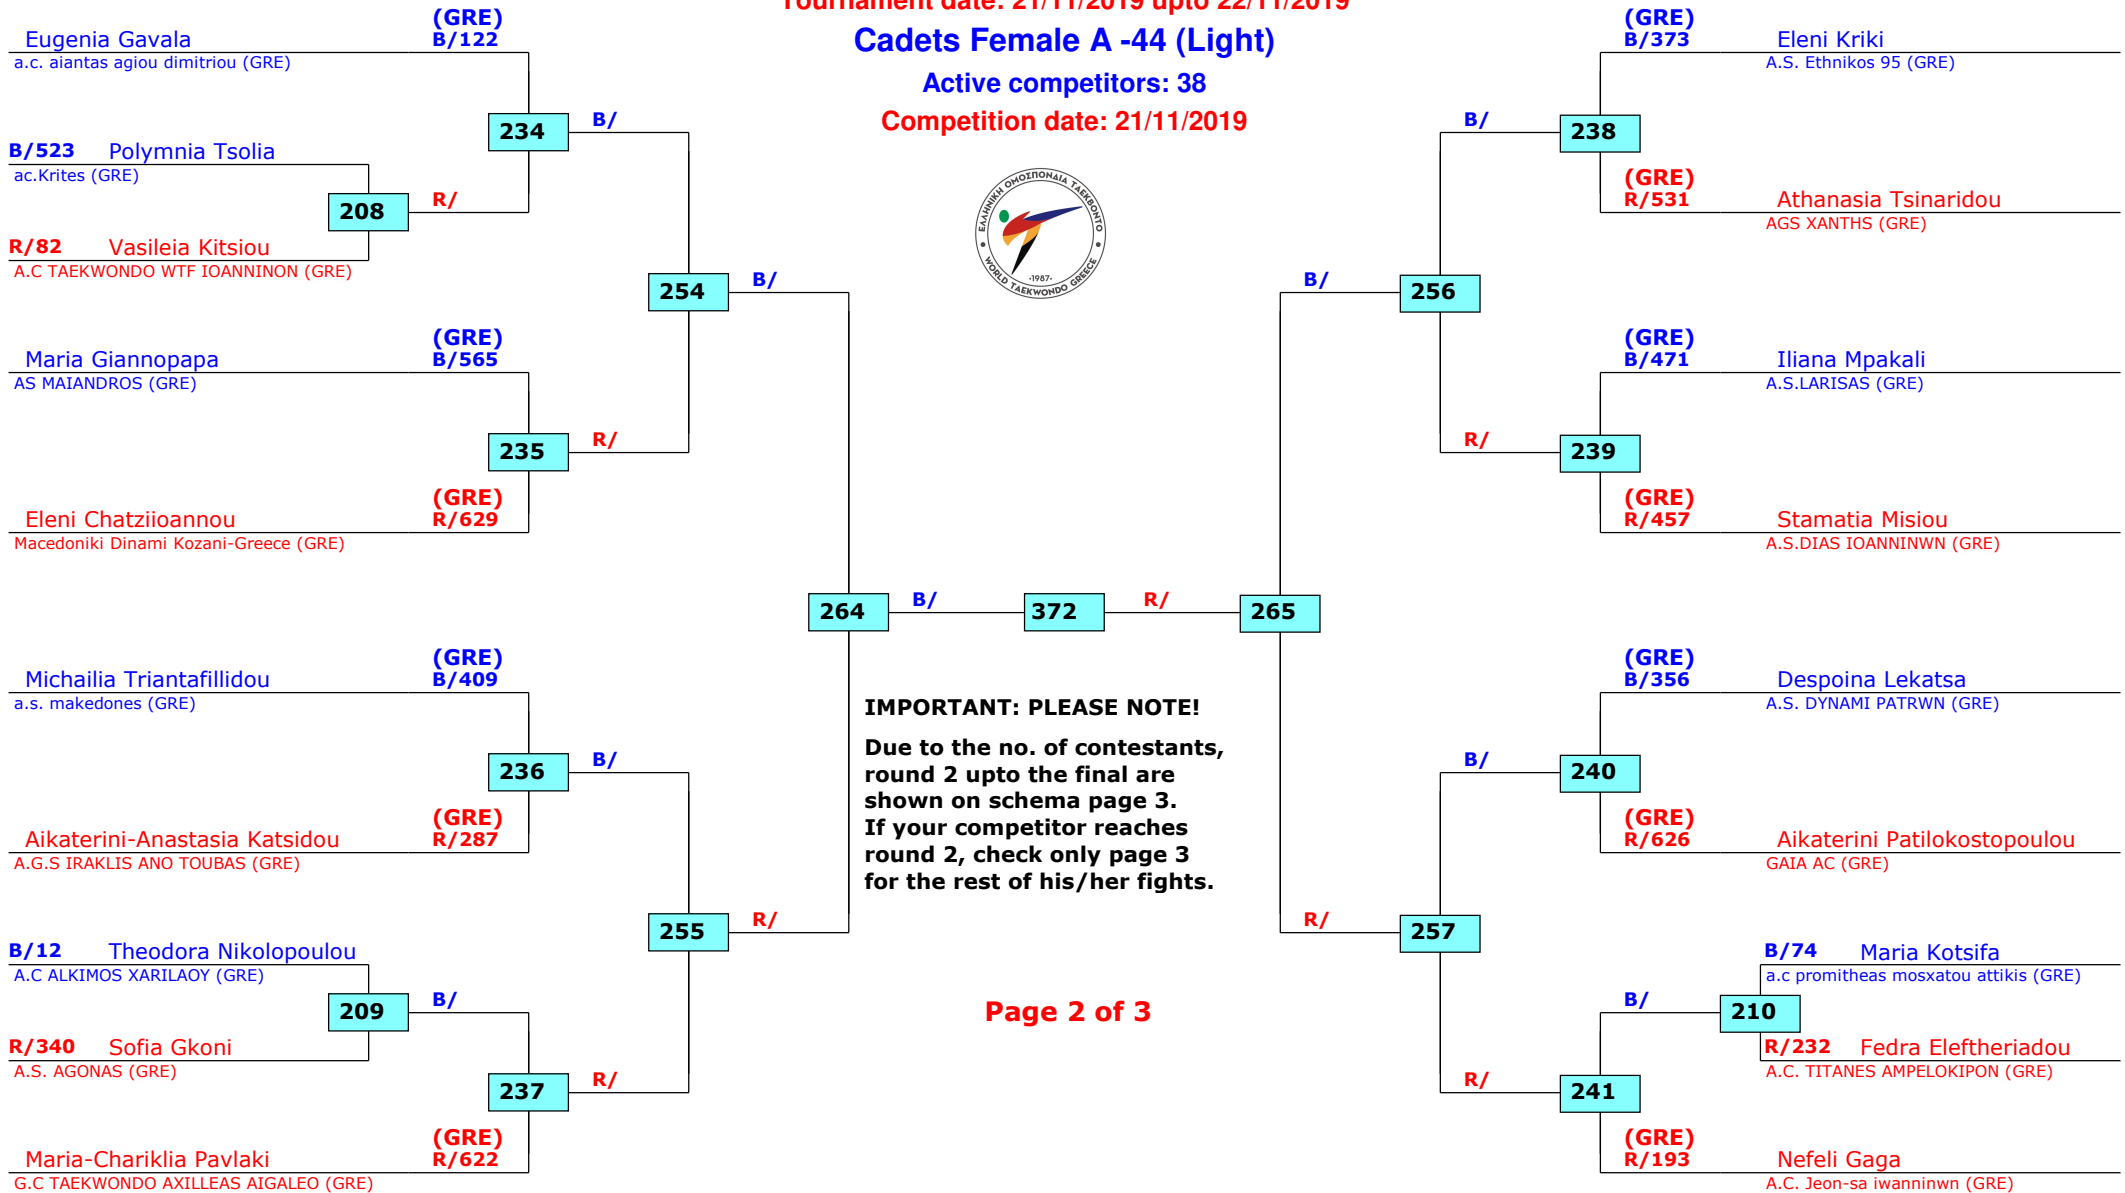 Tournament date: 21/11/2019 upto 22/11/2019
Cadets Female A -44 (Light)
Active competitors: 38
Competition date: 21/11/2019
ΕΛΛΗΝΙΚΗ ΟΜΟΣΠΟΝΔΙΑ ΤΑΕΚΒΟΝΤΟ
·1987·
WORLD TAEKWONDO GREECE
(GRE)
Eugenia Gavala B/122
a.c. aiantas agiou dimitriou (GRE)
234 B/
B/523 Polymnia Tsolia
ac.Krites (GRE)
208 R/
R/82 Vasileia Kitsiou
A.C TAEKWONDO WTF IOANNINON (GRE)
254 B/
(GRE)
Maria Giannopapa B/565
AS MAIANDROS (GRE)
235 R/
(GRE)
Eleni Chatziioannou R/629
Macedoniki Dinami Kozani-Greece (GRE)
264 B/ 372 R/ 265
(GRE)
Michailia Triantafillidou B/409
a.s. makedones (GRE)
236 B/
(GRE)
Aikaterini-Anastasia Katsidou R/287
A.G.S IRAKLIS ANO TOUBAS (GRE)
255 R/
B/12 Theodora Nikolopoulou
A.C ALKIMOS XARILAOY (GRE)
209 B/
R/340 Sofia Gkoni
A.S. AGONAS (GRE)
237 R/
(GRE)
Maria-Chariklia Pavlaki R/622
G.C TAEKWONDO AXILLEAS AIGALEO (GRE)
IMPORTANT: PLEASE NOTE!
Due to the no. of contestants,
round 2 upto the final are
shown on schema page 3.
If your competitor reaches
round 2, check only page 3
for the rest of his/her fights.
Page 2 of 3
(GRE)
B/373 Eleni Kriki
A.S. Ethnikos 95 (GRE)
B/ 238
(GRE)
R/531 Athanasia Tsinaridou
AGS XANTHS (GRE)
B/ 256
(GRE)
B/471 Iliana Mpakali
A.S.LARISAS (GRE)
R/ 239
(GRE)
R/457 Stamatia Misiou
A.S.DIAS IOANNINWN (GRE)
(GRE)
B/356 Despoina Lekatsa
A.S. DYNAMI PATRWN (GRE)
B/ 240
(GRE)
R/626 Aikaterini Patilokostopoulou
GAIA AC (GRE)
R/ 257
B/74 Maria Kotsifa
a.c promitheas mosxatou attikis (GRE)
B/ 210
R/232 Fedra Eleftheriadou
A.C. TITANES AMPELOKIPON (GRE)
R/ 241
(GRE)
R/193 Nefeli Gaga
A.C. Jeon-sa iwanninwn (GRE)